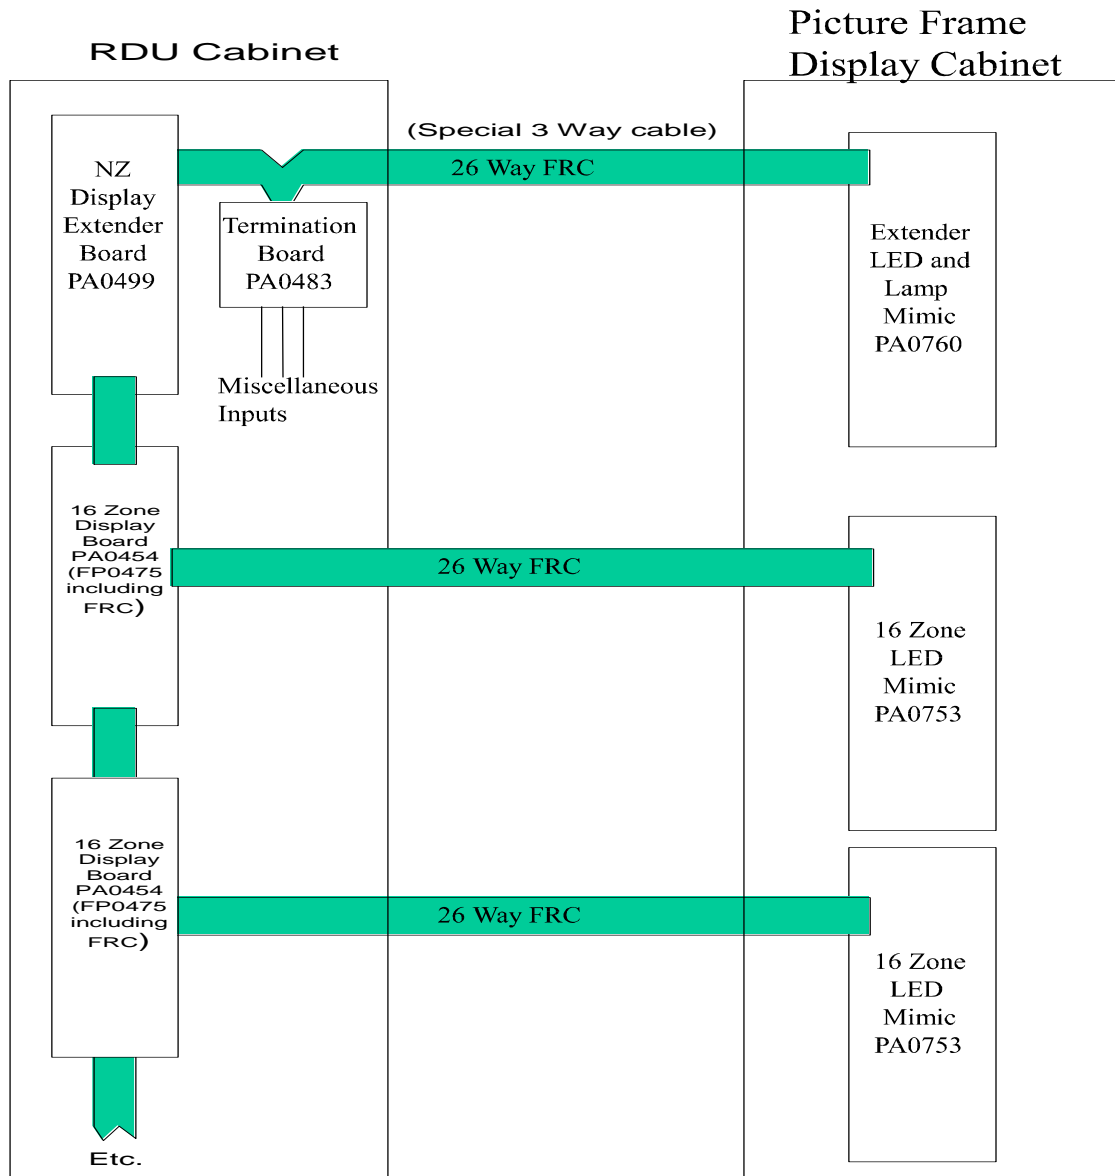 RDU Cabinet
Picture Frame
Display Cabinet
(Special 3 Way cable)
26 Way FRC
NZ
Display
Extender
Board
PA0499
Termination
Board
PA0483
Miscellaneous
Inputs
Extender
LED and
Lamp
Mimic
PA0760
16 Zone
Display
Board
PA0454
(FP0475
including
FRC)
26 Way FRC
16 Zone
LED
Mimic
PA0753
16 Zone
Display
Board
PA0454
(FP0475
including
FRC)
26 Way FRC
16 Zone
LED
Mimic
PA0753
Etc.